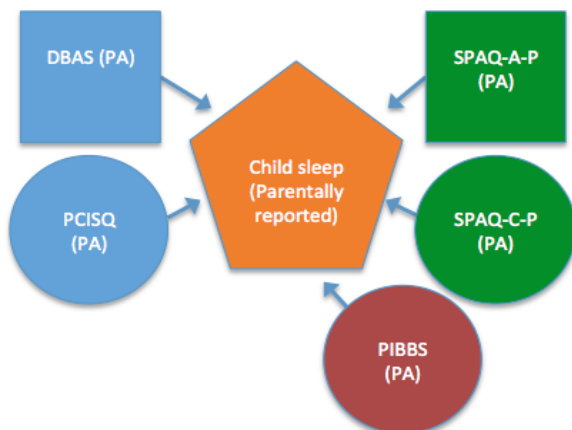 DBAS (PA)
SPAQ-A-P
(PA)
Child sleep
(Parentally
reported)
PCISQ
(PA)
SPAQ-C-P
(PA)
PIBBS
(PA)